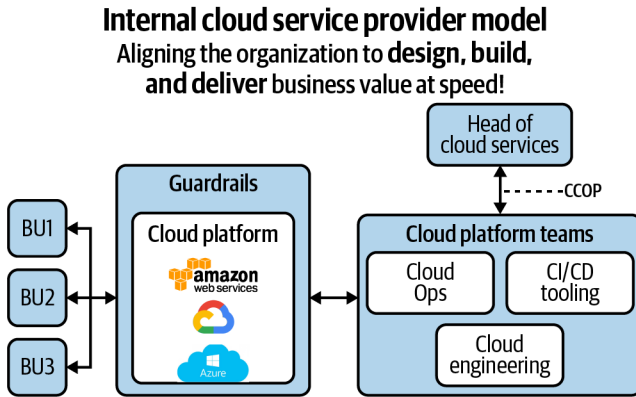 Internal cloud service provider model
Aligning the organization to design, build,
and deliver business value at speed!
Head of
cloud services
CCOP
Guardrails
Cloud platform
amazon
web services
Azure
BU1
BU2
BU3
Cloud platform teams
Cloud
Ops
CI/CD
tooling
Cloud
engineering